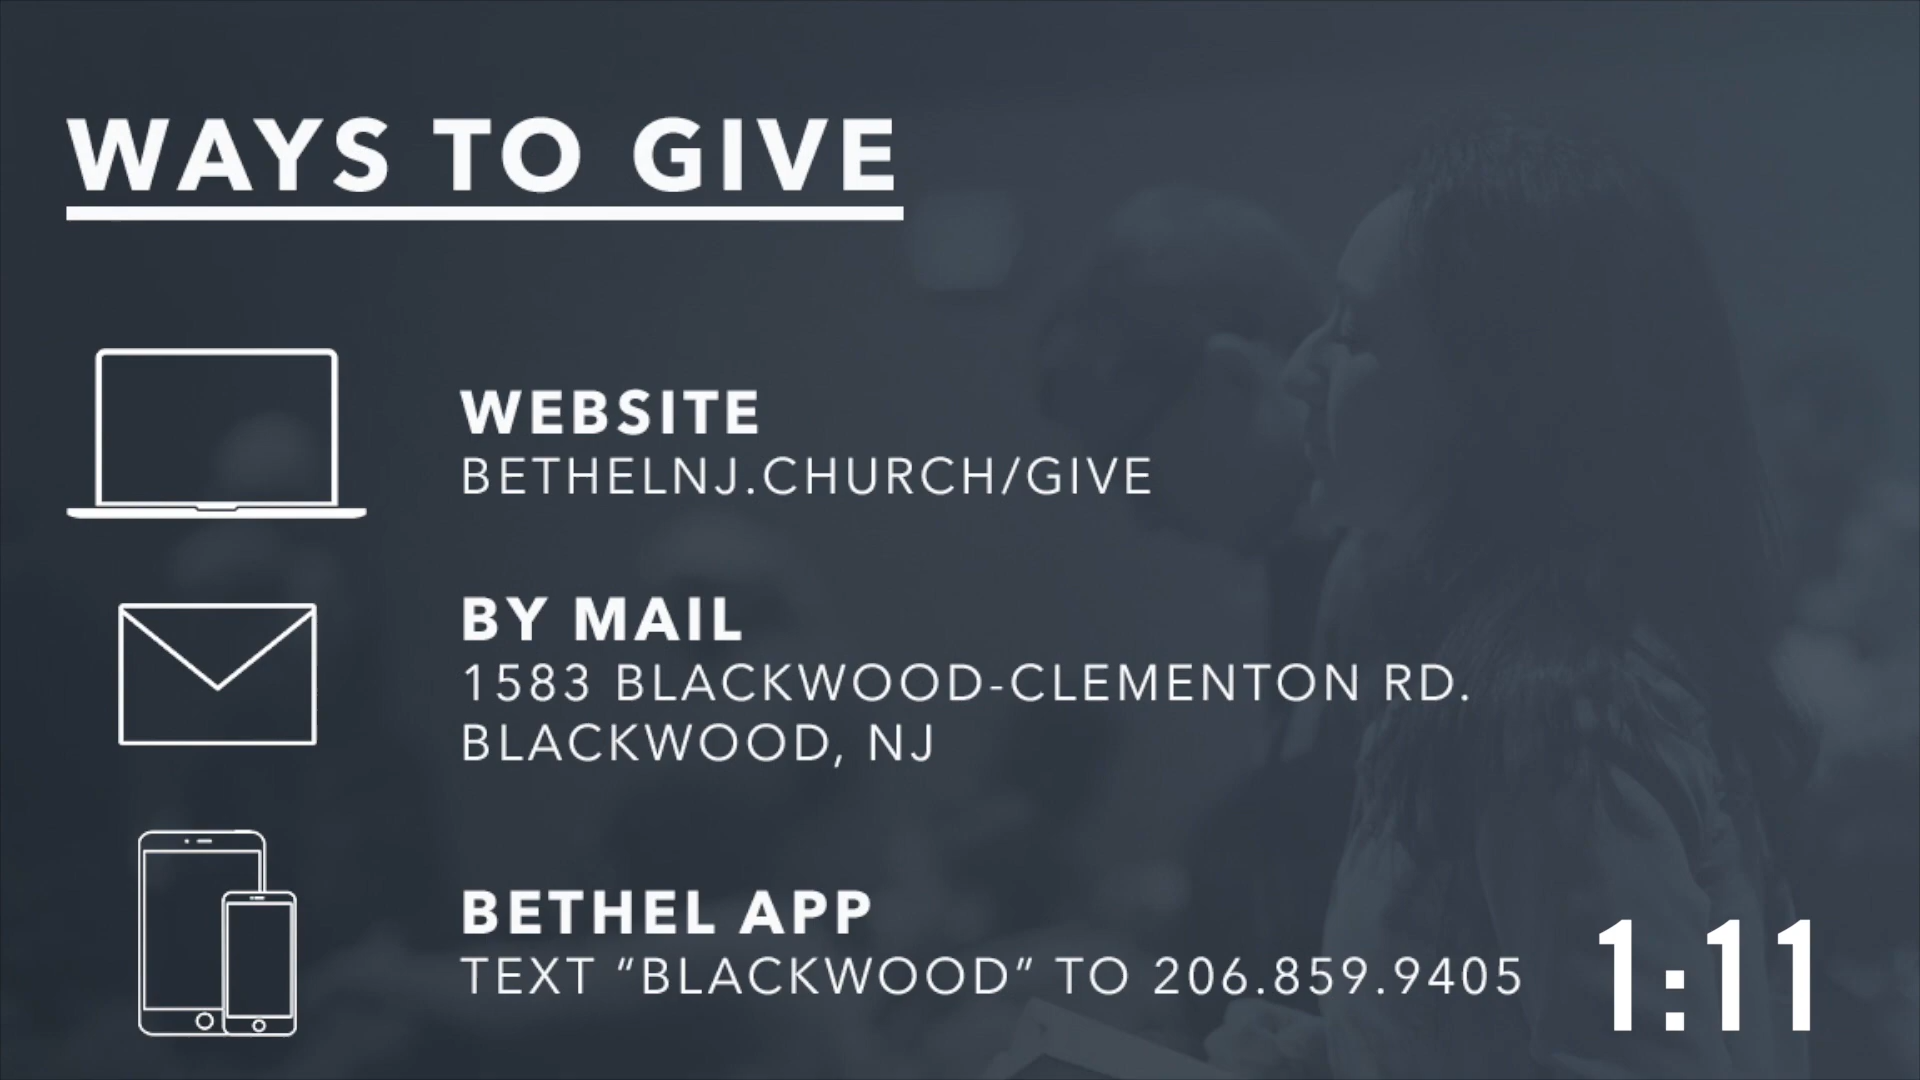 WAYS TO GIVE
WEBSITE
BETHELNJ.CHURCH/GIVE
BY MAIL
1583 BLACKWOOD-CLEMENTON RD.
BLACKWOOD, NJ
BETHEL APP
TEXT “BLACKWOOD” TO 206.859.9405
1:11